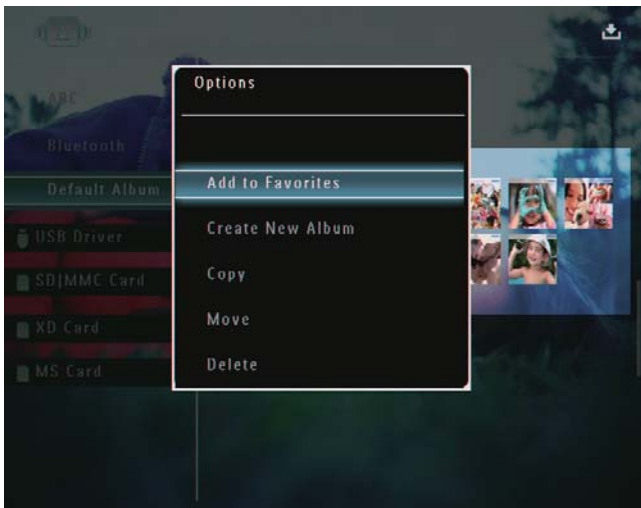 Options
Add to Favorites
Create New Album
Copy
Move
Delete
ABC
Bluetooth
Default Album
USB Driver
SD|MMC Card
XD Card
MS Card